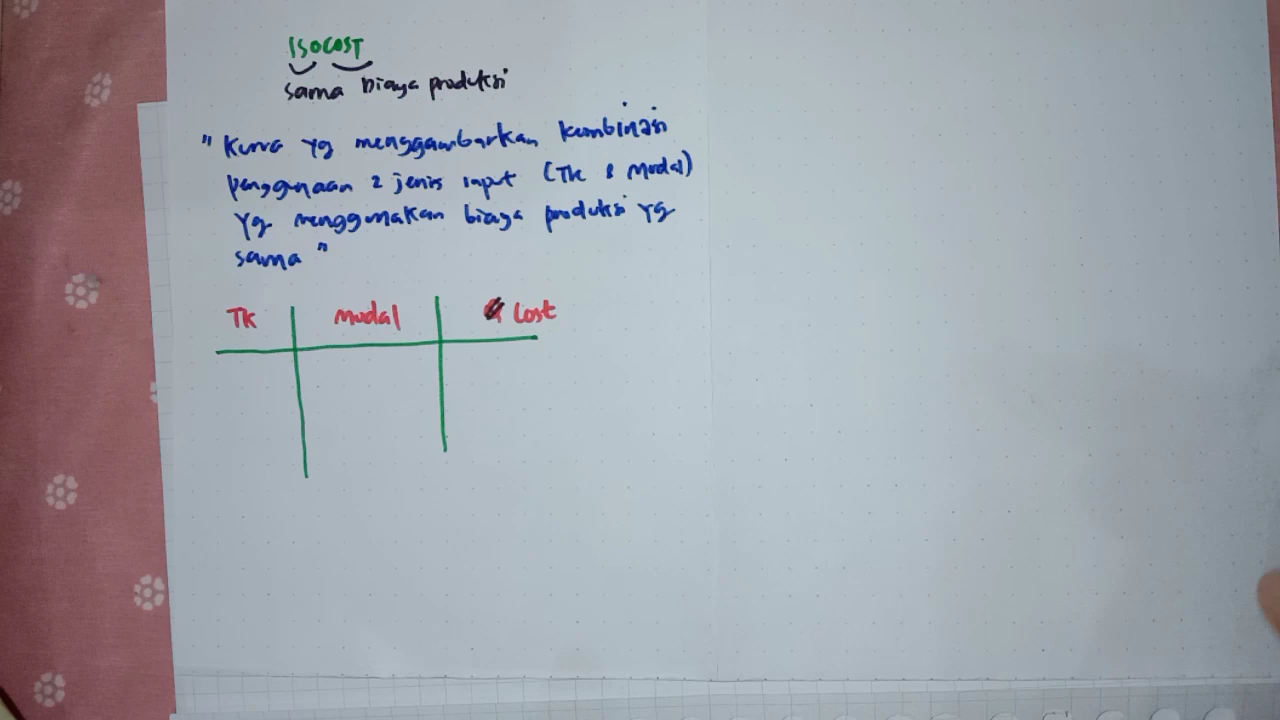 ISOCOST
sama biaya produksi
" Kurva yg menggambarkan kombinasi
penggunaan 2 jenis input (Tk & Modal)
yg menggunakan biaya produksi yg
sama "
Tk modal Cost